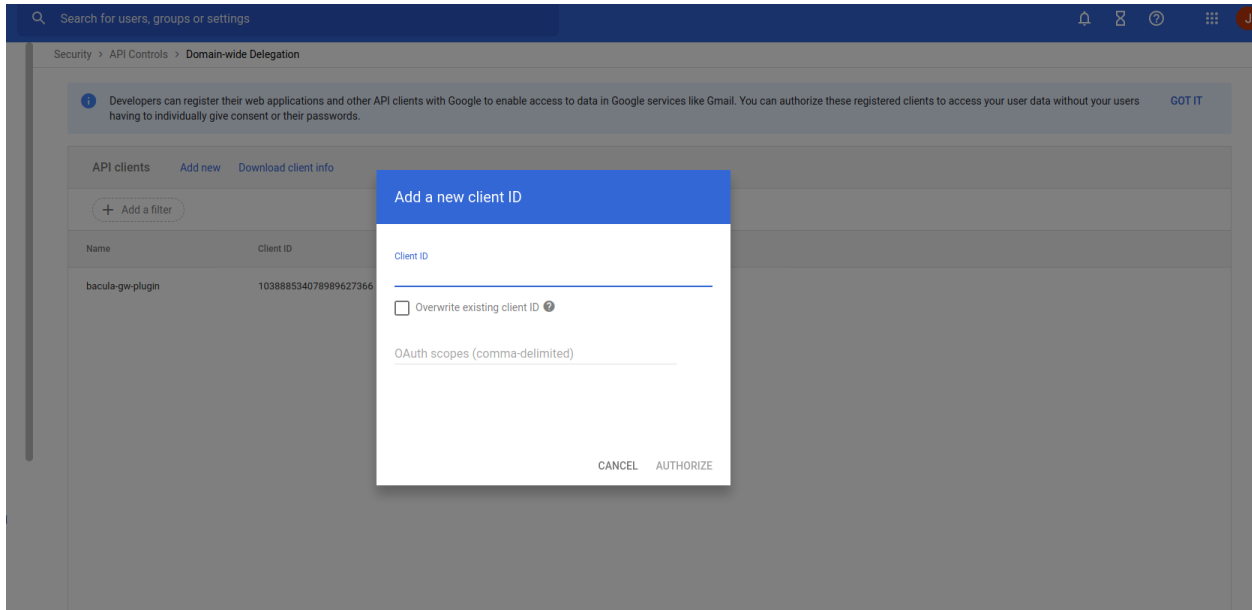 Search for users, groups or settings
J
Security > API Controls > Domain-wide Delegation
Developers can register their web applications and other API clients with Google to enable access to data in Google services like Gmail. You can authorize these registered clients to access your user data without your users
having to individually give consent or their passwords.
GOT IT
API clients Add new Download client info
+ Add a filter
Name Client ID
bacula-gw-plugin 103888534078989627366
Add a new client ID
Client ID
Overwrite existing client ID
OAuth scopes (comma-delimited)
CANCEL AUTHORIZE